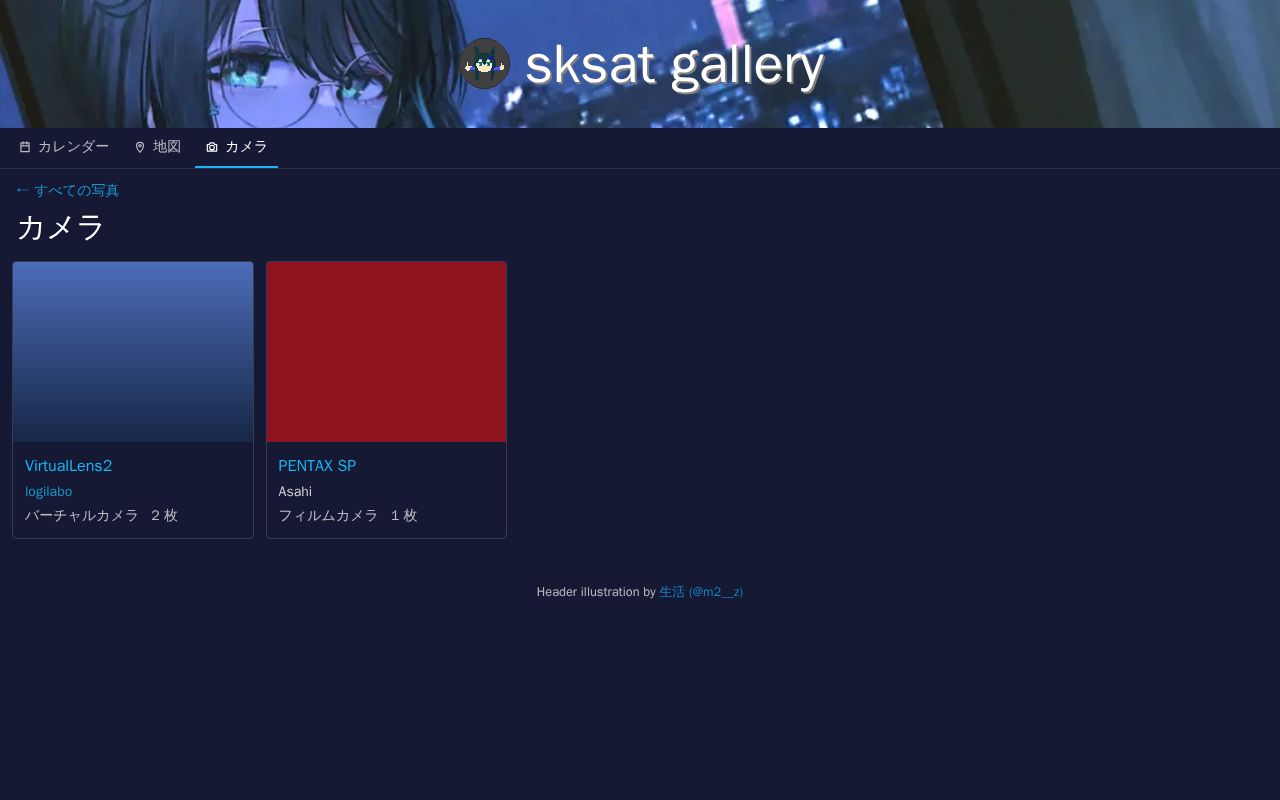 sksat gallery
カレンダー 地図 カメラ
← すべての写真
カメラ
VirtualLens2
logilabo
バーチャルカメラ 2 枚
PENTAX SP
Asahi
フィルムカメラ 1 枚
Header illustration by 生活 (@m2__z)